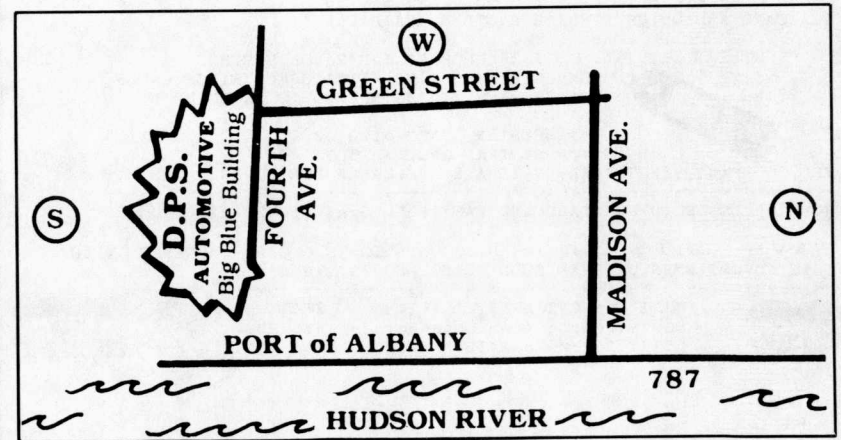 W
GREEN STREET
D.P.S.
AUTOMOTIVE
Big Blue Building
FOURTH
AVE.
MADISON AVE.
S
N
PORT of ALBANY
787
HUDSON RIVER